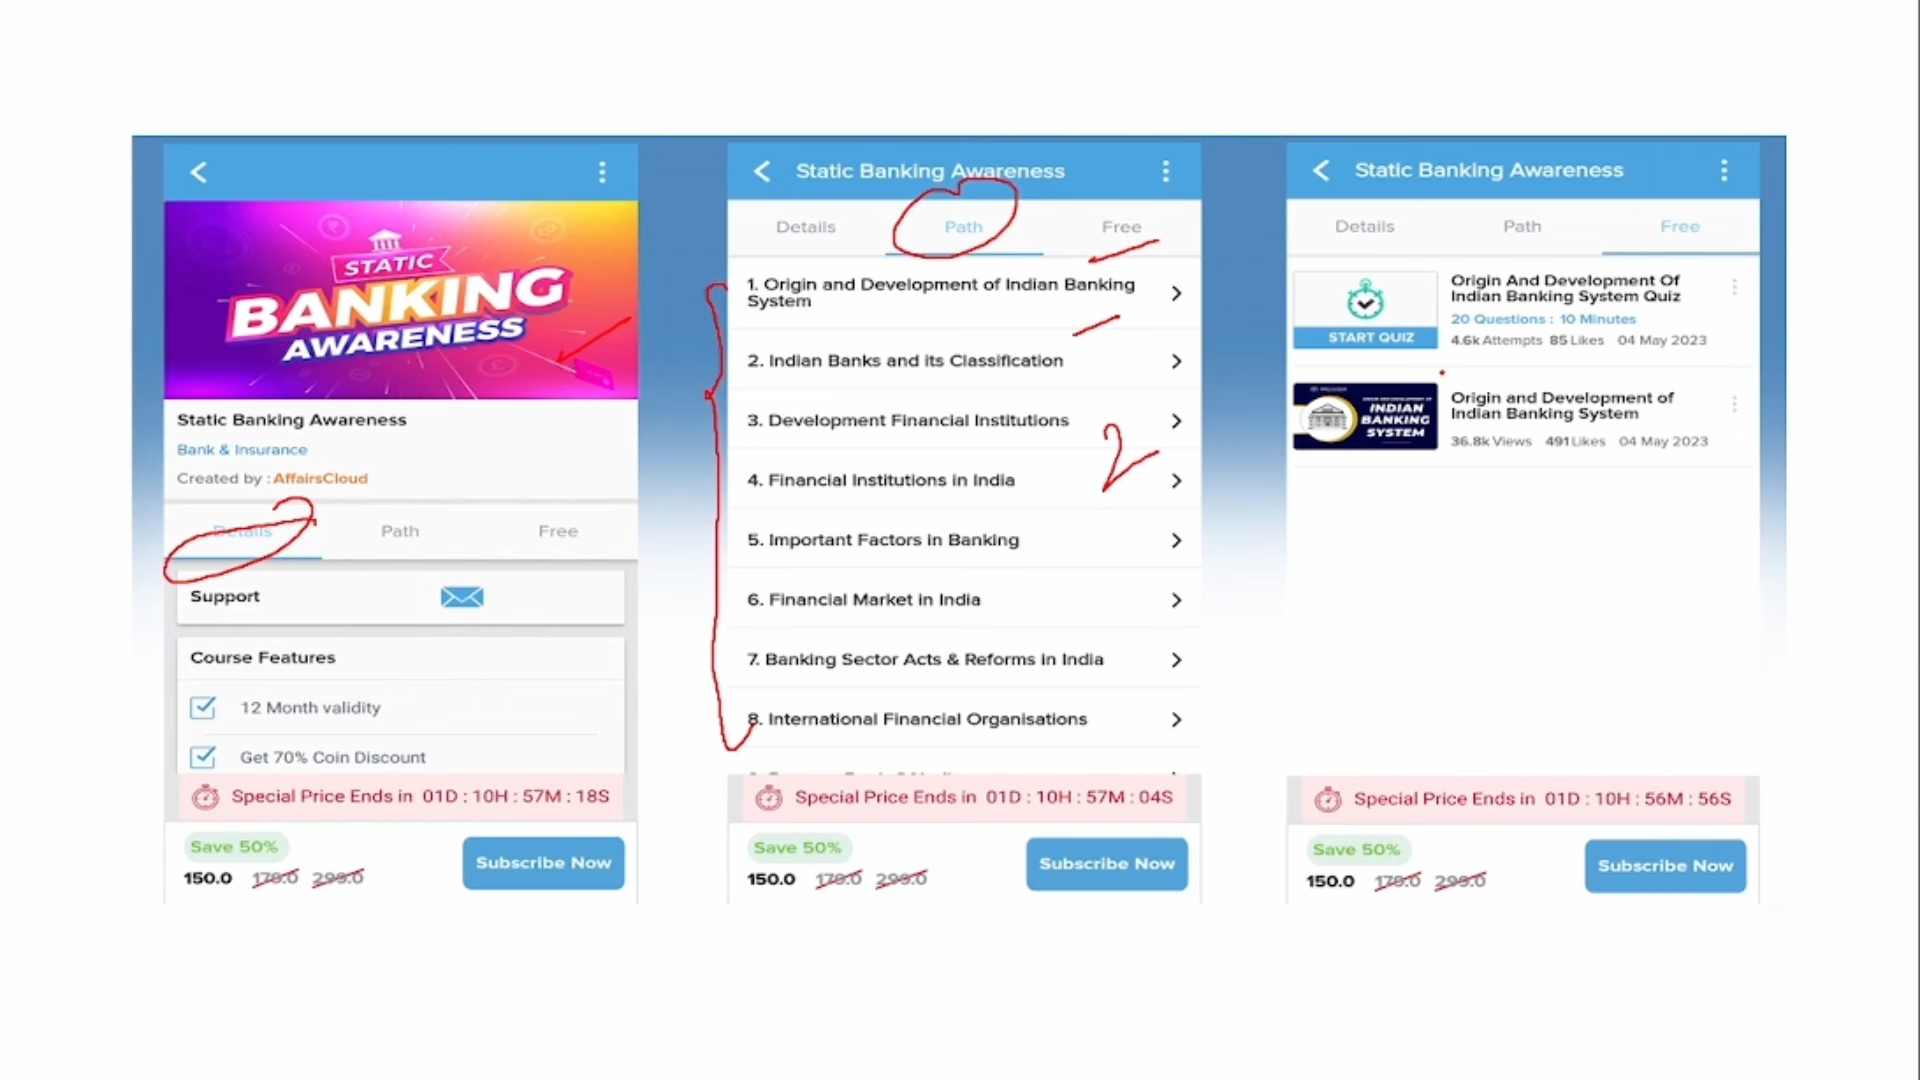 STATIC
BANKING
AWARENESS
Static Banking Awareness
Bank & Insurance
Created by : AffairsCloud
Details Path Free
Support
Course Features
12 Month validity
Get 70% Coin Discount
Special Price Ends in 01D : 10H : 57M : 18S
Save 50%
150.0 179.0 299.0
Subscribe Now
Static Banking Awareness
Details Path Free
1. Origin and Development of Indian Banking
System
2. Indian Banks and its Classification
3. Development Financial Institutions
4. Financial Institutions in India
5. Important Factors in Banking
6. Financial Market in India
7. Banking Sector Acts & Reforms in India
8. International Financial Organisations
2
Special Price Ends in 01D : 10H : 57M : 04S
Save 50%
150.0 179.0 299.0
Subscribe Now
Static Banking Awareness
Details Path Free
START QUIZ
Origin And Development Of
Indian Banking System Quiz
20 Questions : 10 Minutes
4.6k Attempts 85 Likes 04 May 2023
INDIAN
BANKING
SYSTEM
Origin and Development of
Indian Banking System
36.8k Views 491 Likes 04 May 2023
Special Price Ends in 01D : 10H : 56M : 56S
Save 50%
150.0 179.0 299.0
Subscribe Now